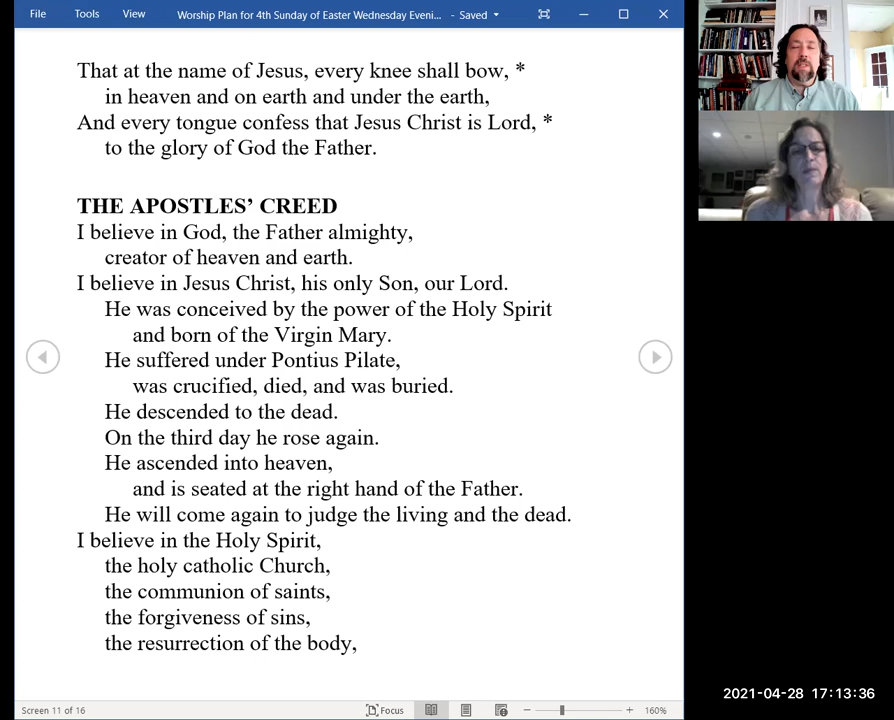 File Tools View Worship Plan for 4th Sunday of Easter Wednesday Eveni... - Saved
That at the name of Jesus, every knee shall bow, *
in heaven and on earth and under the earth,
And every tongue confess that Jesus Christ is Lord, *
to the glory of God the Father.
THE APOSTLES’ CREED
I believe in God, the Father almighty,
creator of heaven and earth.
I believe in Jesus Christ, his only Son, our Lord.
He was conceived by the power of the Holy Spirit
and born of the Virgin Mary.
He suffered under Pontius Pilate,
was crucified, died, and was buried.
He descended to the dead.
On the third day he rose again.
He ascended into heaven,
and is seated at the right hand of the Father.
He will come again to judge the living and the dead.
I believe in the Holy Spirit,
the holy catholic Church,
the communion of saints,
the forgiveness of sins,
the resurrection of the body,
2021-04-28 17:13:36
Screen 11 of 16 Focus 160%